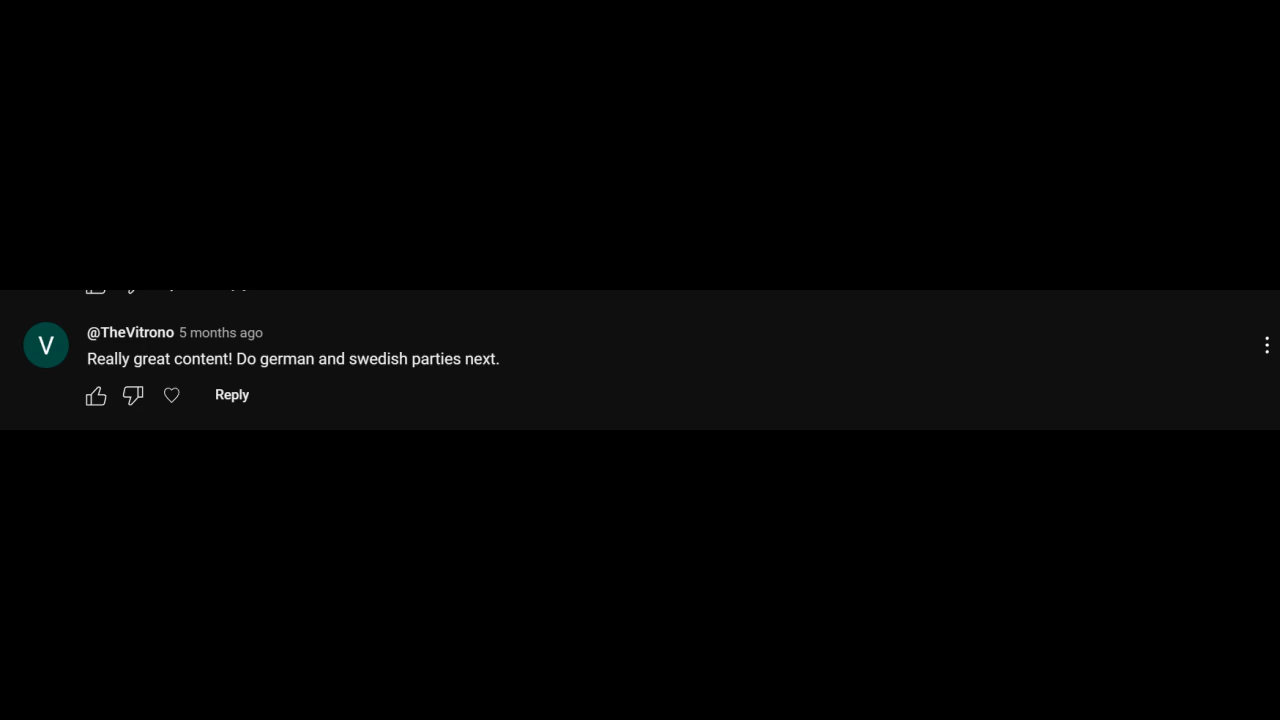 V
@TheVitrono 5 months ago
Really great content! Do german and swedish parties next.
Reply